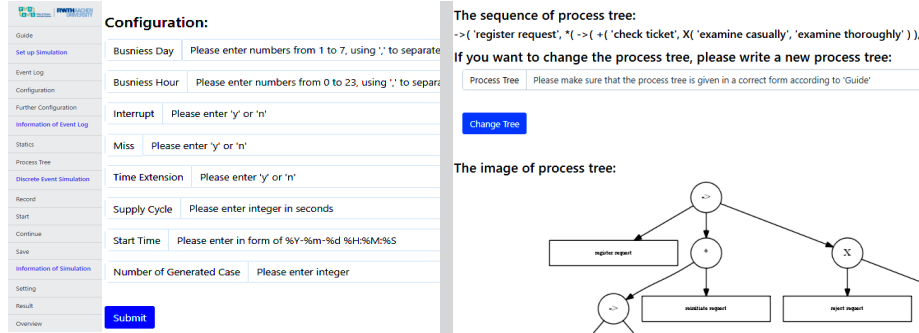 RWTH AACHEN
UNIVERSITY
Guide
Set up Simulation
Event Log
Configuration
Further Configuration
Information of Event Log
Statics
Process Tree
Discrete Event Simulation
Record
Start
Continue
Save
Information of Simulation
Setting
Result
Overview
Configuration:
Busniess Day Please enter numbers from 1 to 7, using ',' to separate
Busniess Hour Please enter numbers from 0 to 23, using ',' to separa
Interrupt Please enter 'y' or 'n'
Miss Please enter 'y' or 'n'
Time Extension Please enter 'y' or 'n'
Supply Cycle Please enter integer in seconds
Start Time Please enter in form of %Y-%m-%d %H:%M:%S
Number of Generated Case Please enter integer
Submit
The sequence of process tree:
->( 'register request', *( ->( +( 'check ticket', X( 'examine casually', 'examine thoroughly' ) ),
If you want to change the process tree, please write a new process tree:
Process Tree Please make sure that the process tree is given in a correct form according to 'Guide'
Change Tree
The image of process tree:
->
register request
*
X
->
reinitiate request
reject request